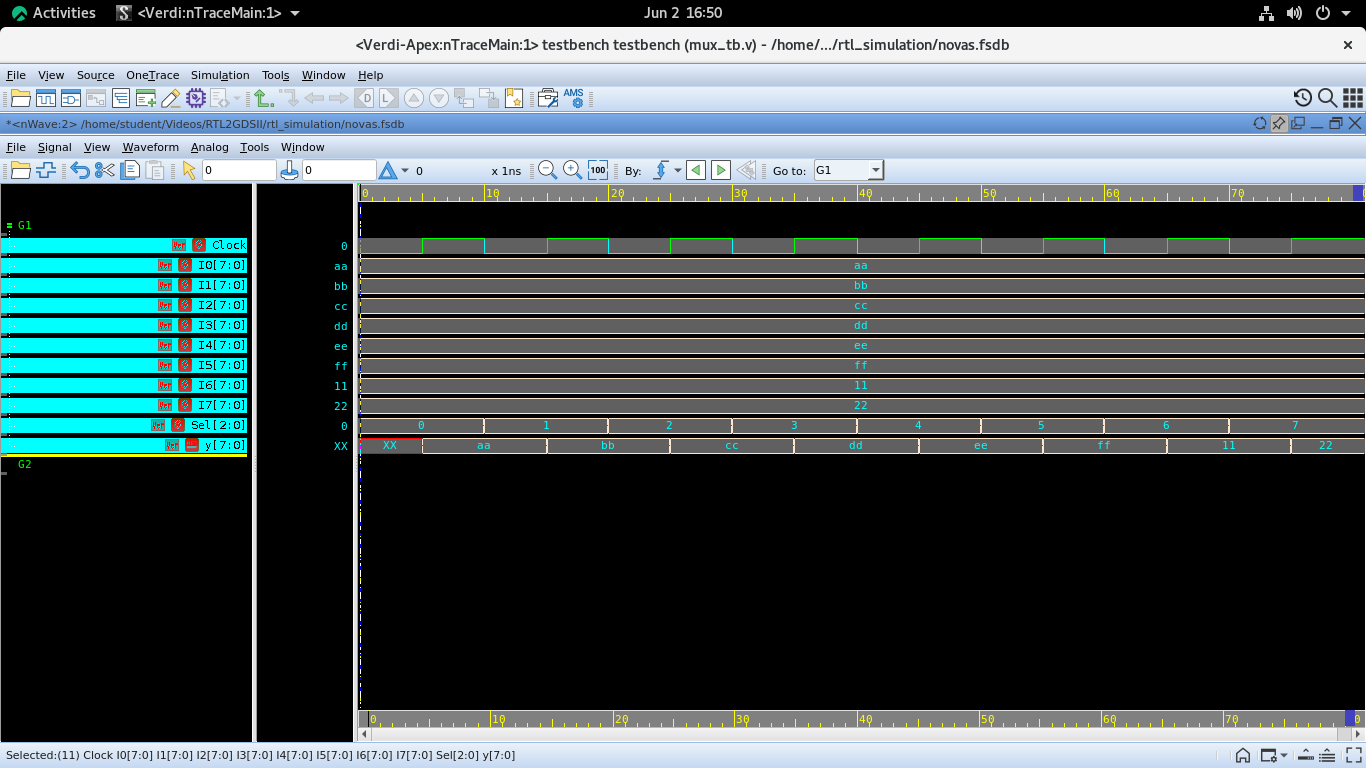 Activities <Verdi:nTraceMain:1> Jun 2 16:50
<Verdi-Apex:nTraceMain:1> testbench testbench (mux_tb.v) - /home/.../rtl_simulation/novas.fsdb
File View Source OneTrace Simulation Tools Window Help
D L AMS
*<nWave:2> /home/student/Videos/RTL2GDSII/rtl_simulation/novas.fsdb
File Signal View Waveform Analog Tools Window
0 0 0 x 1ns 100 By: Go to: G1
0 10 20 30 40 50 60 70
G1
Clock 0
I0[7:0] aa aa
I1[7:0] bb bb
I2[7:0] cc cc
I3[7:0] dd dd
I4[7:0] ee ee
I5[7:0] ff ff
I6[7:0] 11 11
I7[7:0] 22 22
Sel[2:0] 0 0 1 2 3 4 5 6 7
y[7:0] XX XX aa bb cc dd ee ff 11 22
G2
0 10 20 30 40 50 60 70 0
Selected:(11) Clock I0[7:0] I1[7:0] I2[7:0] I3[7:0] I4[7:0] I5[7:0] I6[7:0] I7[7:0] Sel[2:0] y[7:0]